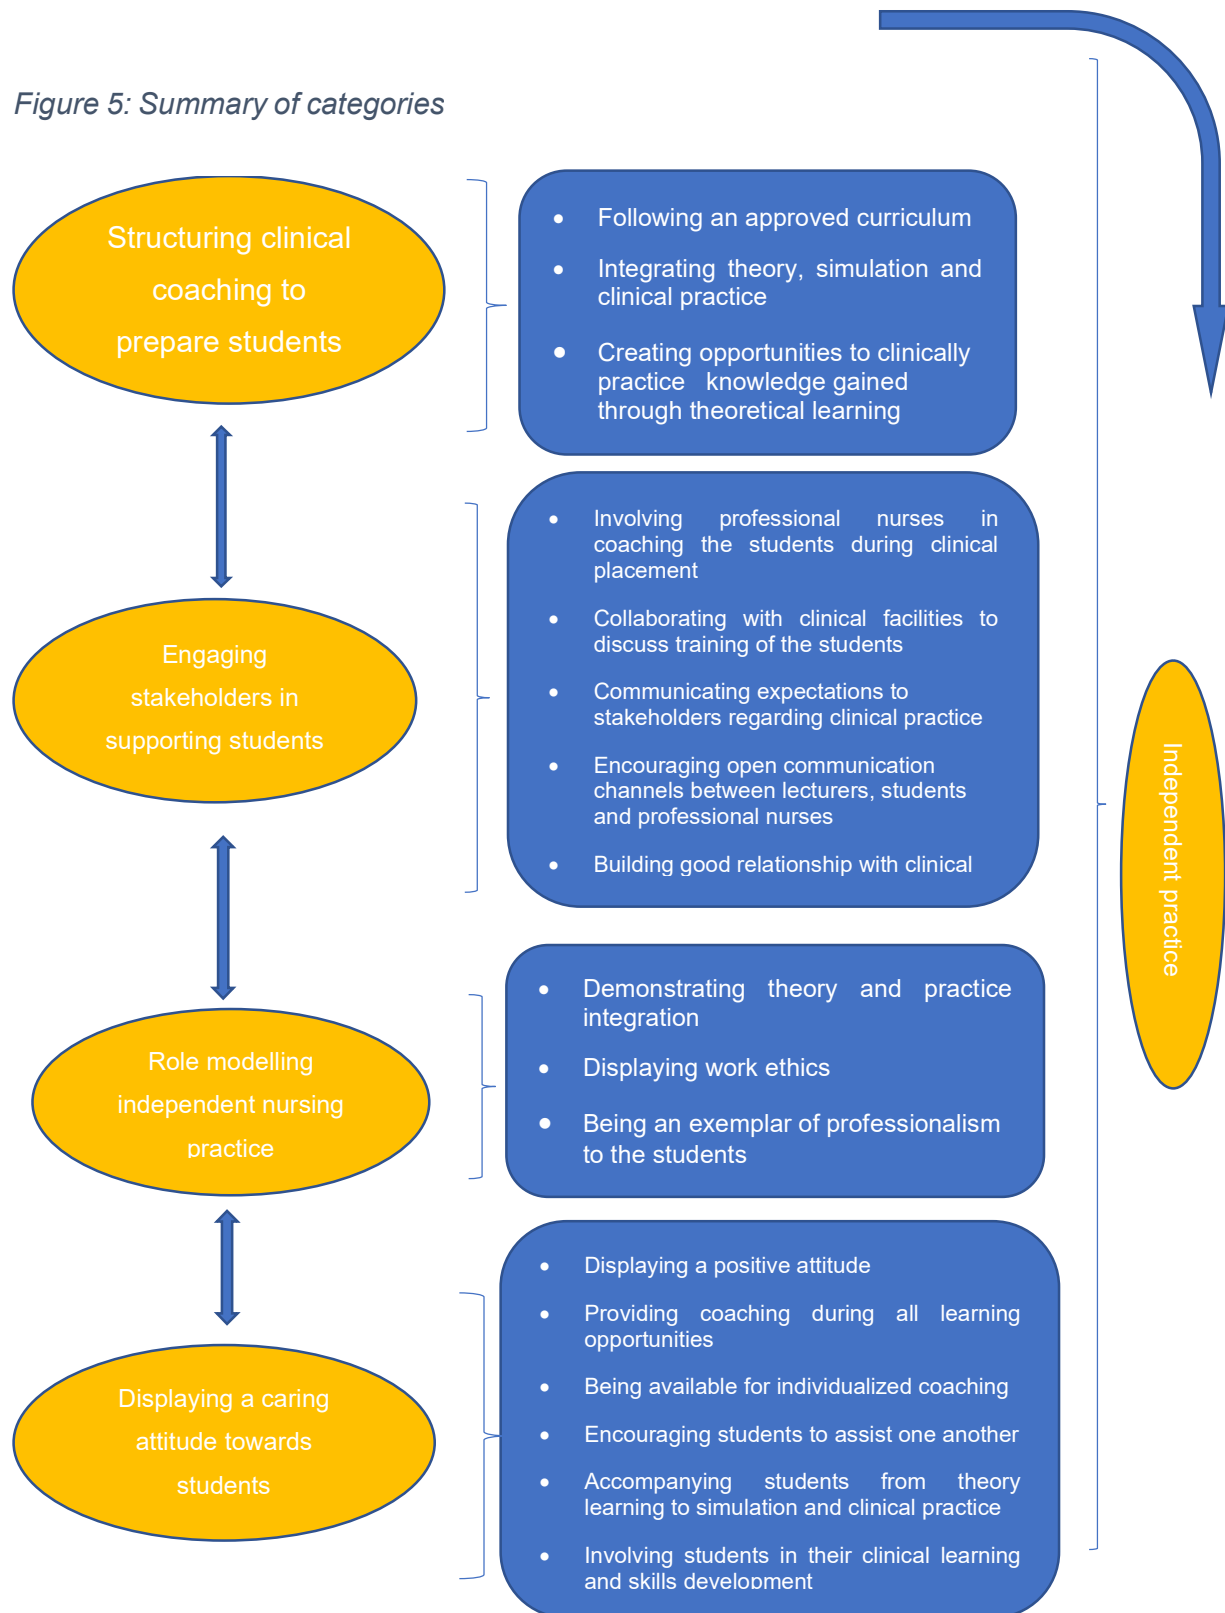 Figure 5: Summary of categories
Structuring clinical
coaching to
prepare students
• Following an approved curriculum
• Integrating theory, simulation and
clinical practice
• Creating opportunities to clinically
practice knowledge gained
through theoretical learning
Engaging
stakeholders in
supporting students
• Involving professional nurses in
coaching the students during clinical
placement
• Collaborating with clinical facilities to
discuss training of the students
• Communicating expectations to
stakeholders regarding clinical practice
• Encouraging open communication
channels between lecturers, students
and professional nurses
• Building good relationship with clinical
Role modelling
independent nursing
practice
• Demonstrating theory and practice
integration
• Displaying work ethics
• Being an exemplar of professionalism
to the students
Displaying a caring
attitude towards
students
• Displaying a positive attitude
• Providing coaching during all learning
opportunities
• Being available for individualized coaching
• Encouraging students to assist one another
• Accompanying students from theory
learning to simulation and clinical practice
• Involving students in their clinical learning
and skills development
Independent practice